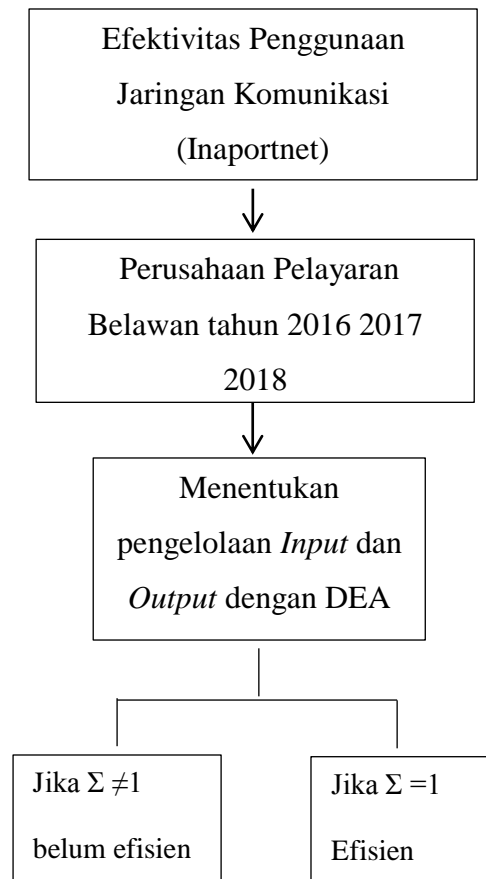 Efektivitas Penggunaan
Jaringan Komunikasi
(Inaportnet)
Perusahaan Pelayaran
Belawan tahun 2016 2017
2018
Menentukan
pengelolaan Input dan
Output dengan DEA
Jika Σ ≠1
belum efisien
Jika Σ =1
Efisien